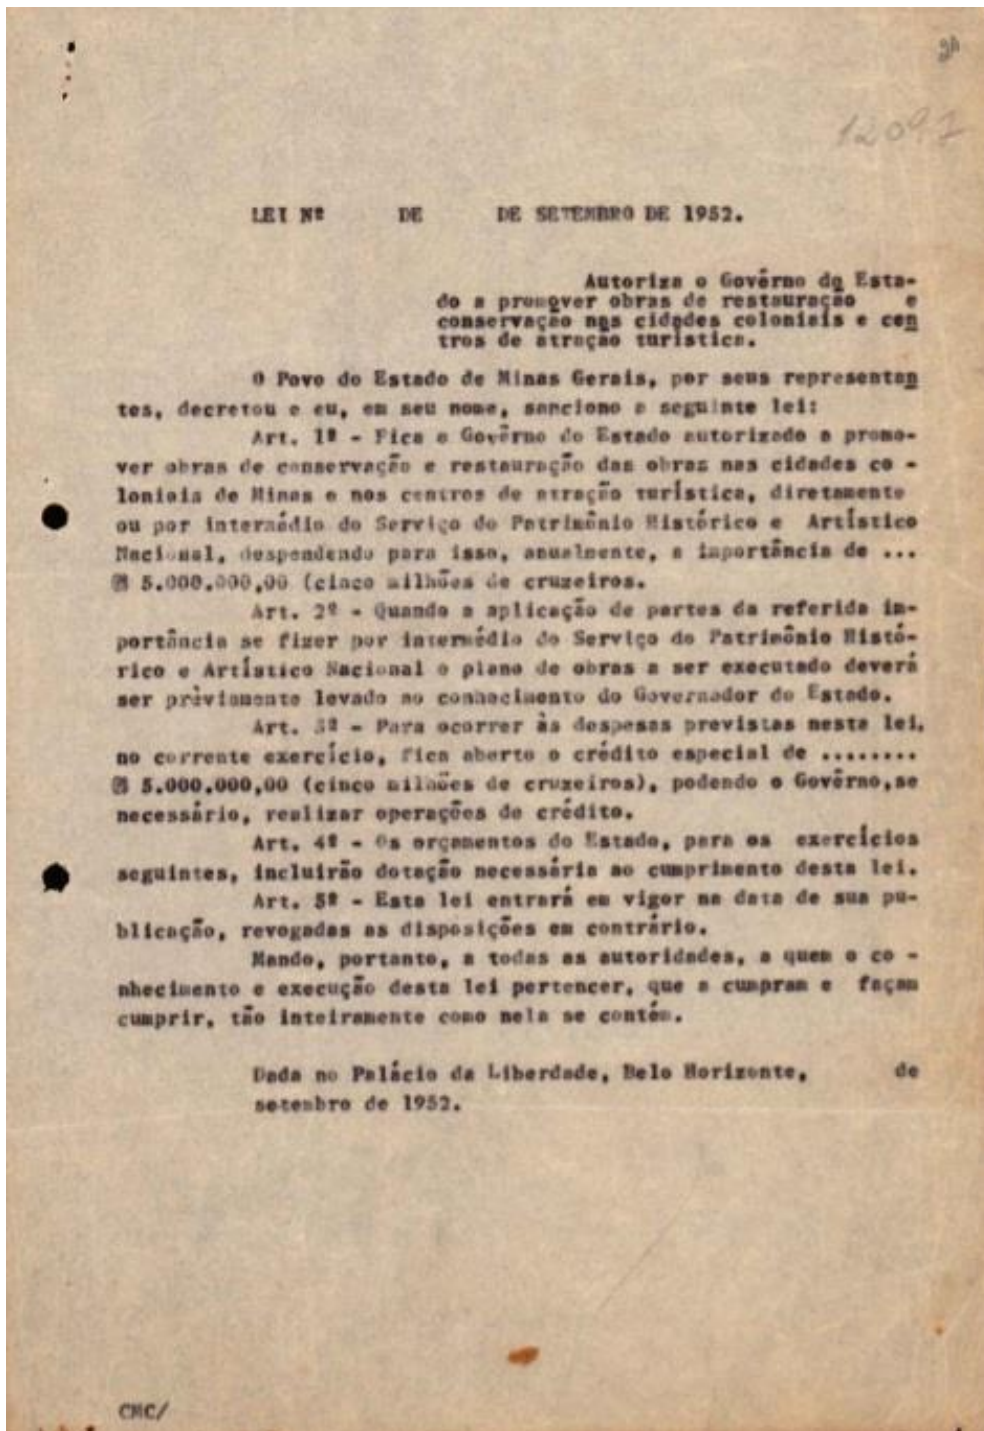 12097
LEI Nº DE DE SETEMBRO DE 1952.
Autoriza o Govêrno do Esta-
do a promover obras de restauração e
conservação nas cidades coloniais e cen
tros de atração turística.
O Povo do Estado de Minas Gerais, por seus representan
tes, decretou e eu, em seu nome, sanciono a seguinte lei:
Art. 1º - Fica o Govêrno do Estado autorizado a promo-
ver obras de conservação e restauração das obras nas cidades co -
loniais de Minas e nos centros de atração turística, diretamente
ou por intermédio do Serviço do Patrimônio Histórico e Artístico
Nacional, despendendo para isso, anualmente, a importância de ...
5.000.000,00 (cinco milhões de cruzeiros.
Art. 2º - Quando a aplicação de partes da referida im-
portância se fizer por intermédio do Serviço do Patrimônio Histó-
rico e Artístico Nacional o plano de obras a ser executado deverá
ser prèviamente levado ao conhecimento do Governador do Estado.
Art. 3º - Para ocorrer às despesas previstas nesta lei,
no corrente exercício, fica aberto o crédito especial de ........
5.000.000,00 (cinco milhões de cruzeiros), podendo o Govêrno,se
necessário, realizar operações de crédito.
Art. 4º - Os orçamentos do Estado, para os exercícios
seguintes, incluirão dotação necessária ao cumprimento desta lei.
Art. 5º - Esta lei entrará em vigor na data de sua pu-
blicação, revogadas as disposições em contrário.
Mando, portanto, a todas as autoridades, a quem o co -
nhecimento e execução desta lei pertencer, que a cumpram e façam
cumprir, tão inteiramente como nela se contém.
Dada no Palácio da Liberdade, Belo Horizonte, de
setembro de 1952.
CMC/